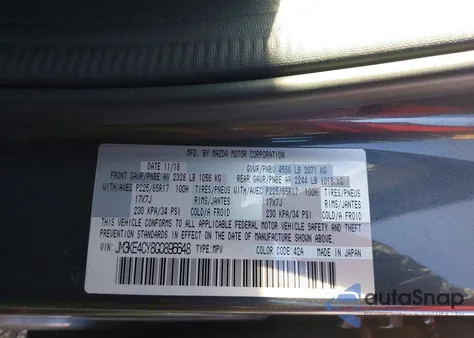 MFD. BY MAZDA MOTOR CORPORATION
DATE 11/16 GVWR/PNBV 4566 LB 2071 KG
FRONT GAWR/PNBE AV 2328 LB 1056 KG REAR GAWR/PNBE AR 2244 LB 1018 KG
WITH/AVEC P225/65R17 100H TIRES/PNEUS WITH/AVEC P225/65R17 100H TIRES/PNEUS
17X7J RIMS/JANTES 17X7J RIMS/JANTES
230 KPA/34 PSI COLD/A FROID 230 KPA/34 PSI COLD/A FROID
THIS VEHICLE CONFORMS TO ALL APPLICABLE FEDERAL MOTOR VEHICLE SAFETY AND
THEFT PREVENTION STANDARDS IN EFFECT ON THE DATE OF MANUFACTURE SHOWN ABOVE.
VIN: JM3KE4CY8G0896648 TYPE:MPV COLOR CODE:42A MADE IN JAPAN
autoSnap